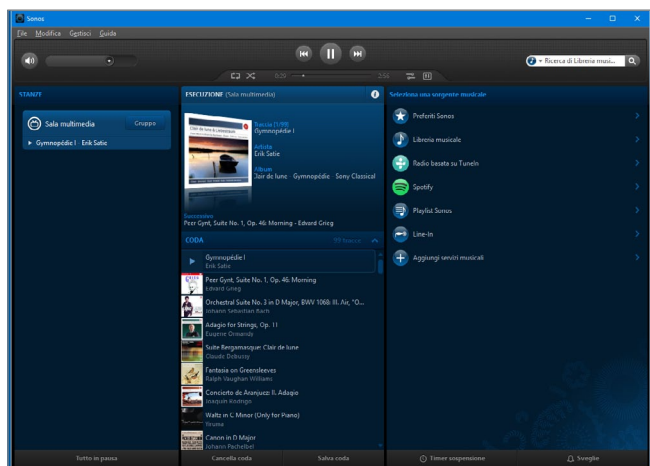 Sonos
File Modifica Gestisci Guida
0:26
2:56
+ Ricerca di Libreria musi...
STANZE
Sala multimedia
Gruppo
Gymnopédie I - Erik Satie
ESECUZIONE (Sala multimedia)
Traccia (1/99)
Gymnopédie I
Artista
Erik Satie
Album
Clair de lune - Gymnopédie - Sony Classical
Successivo
Peer Gynt, Suite No. 1, Op. 46: Morning - Edvard Grieg
CODA
99 tracce
Gymnopédie I
Erik Satie
Peer Gynt, Suite No. 1, Op. 46: Morning
Edvard Grieg
Orchestral Suite No. 3 in D Major, BWV 1068: III. Air, "O...
Johann Sebastian Bach
Adagio for Strings, Op. 11
Eugene Ormandy
Suite Bergamasque: Clair de lune
Claude Debussy
Fantasia on Greensleeves
Ralph Vaughan Williams
Concierto de Aranjuez: II. Adagio
Joaquín Rodrigo
Waltz in C Minor (Only for Piano)
Yiruma
Canon in D Major
Johann Pachelbel
Seleziona una sorgente musicale
Preferiti Sonos
Libreria musicale
Radio basata su TuneIn
Spotify
Playlist Sonos
Line-In
Aggiungi servizi musicali
Tutto in pausa
Cancella coda
Salva coda
Timer sospensione
Sveglie